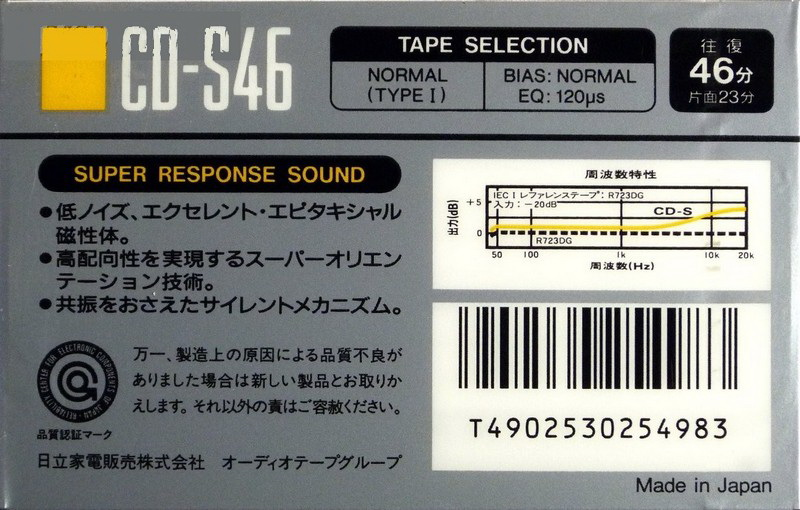 CD-S46
TAPE SELECTION
NORMAL
(TYPE I)
BIAS: NORMAL
EQ: 120µs
往復
46分
片面23分
SUPER RESPONSE SOUND
●低ノイズ、エクセレント・エピタキシャル
磁性体。
●高配向性を実現するスーパーオリエン
テーション技術。
●共振をおさえたサイレントメカニズム。
周波数特性
IEC I レファレンステープ: R723DG
入力: −20dB
+5
0
出力(dB)
CD-S
R723DG
50 100 1k 10k 20k
周波数(Hz)
RELIABILITY CENTER FOR ELECTRONIC COMPONENTS OF JAPAN
品質認証マーク
万一、製造上の原因による品質不良が
ありました場合は新しい製品とお取りか
えします。それ以外の責はご容赦ください。
日立家電販売株式会社 オーディオテープグループ
T4902530254983
Made in Japan